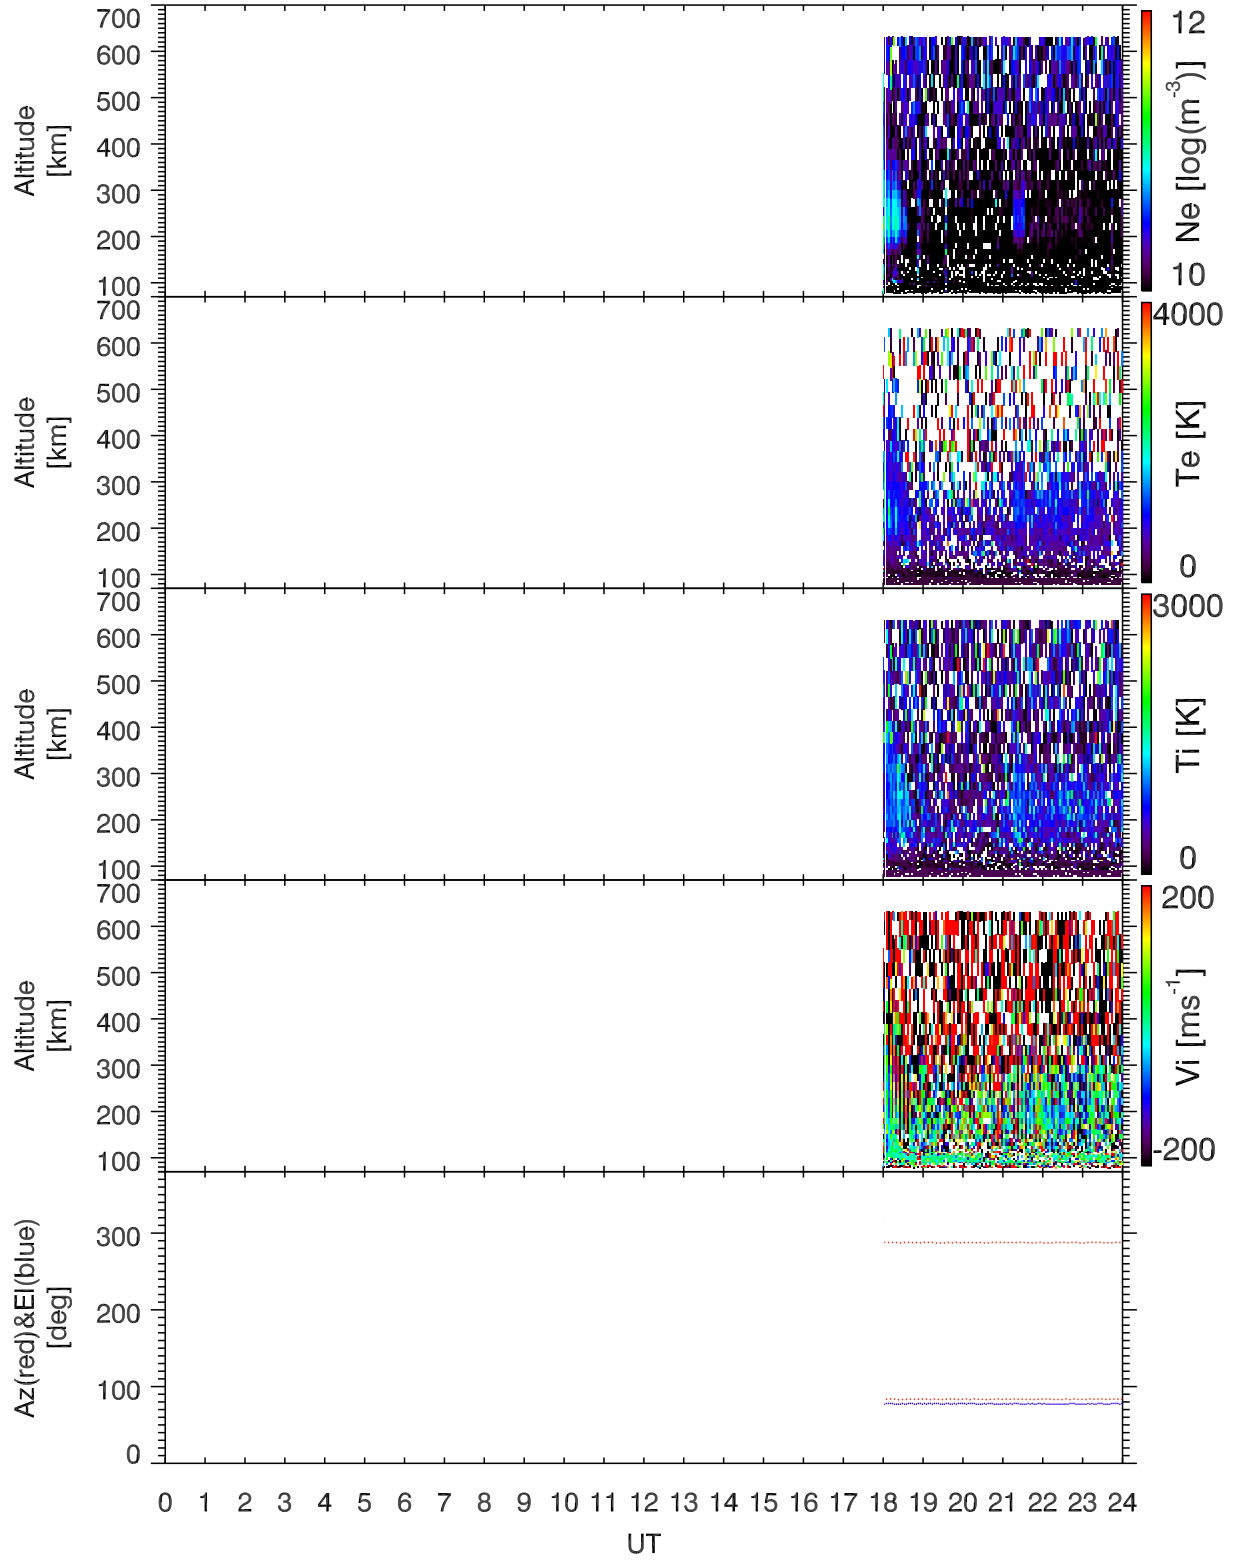 700
600
500
400
300
200
100
Altitude
[km]
12
10
Ne [log(m⁻³)]
700
600
500
400
300
200
100
Altitude
[km]
4000
0
Te [K]
700
600
500
400
300
200
100
Altitude
[km]
3000
0
Ti [K]
700
600
500
400
300
200
100
Altitude
[km]
200
-200
Vi [ms⁻¹]
300
200
100
0
Az(red)&El(blue)
[deg]
0 1 2 3 4 5 6 7 8 9 10 11 12 13 14 15 16 17 18 19 20 21 22 23 24
UT